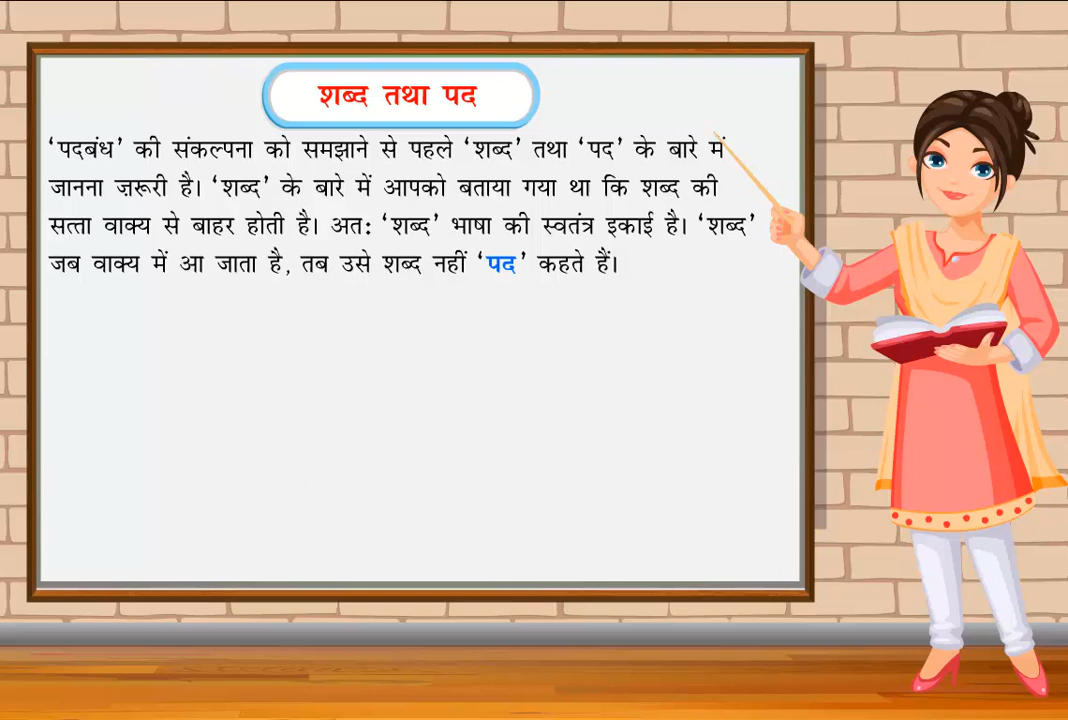 शब्द तथा पद
‘पदबंध’ की संकल्पना को समझाने से पहले ‘शब्द’ तथा ‘पद’ के बारे में
जानना ज़रूरी है। ‘शब्द’ के बारे में आपको बताया गया था कि शब्द की
सत्ता वाक्य से बाहर होती है। अत: ‘शब्द’ भाषा की स्वतंत्र इकाई है। ‘शब्द’
जब वाक्य में आ जाता है, तब उसे शब्द नहीं ‘पद’ कहते हैं।